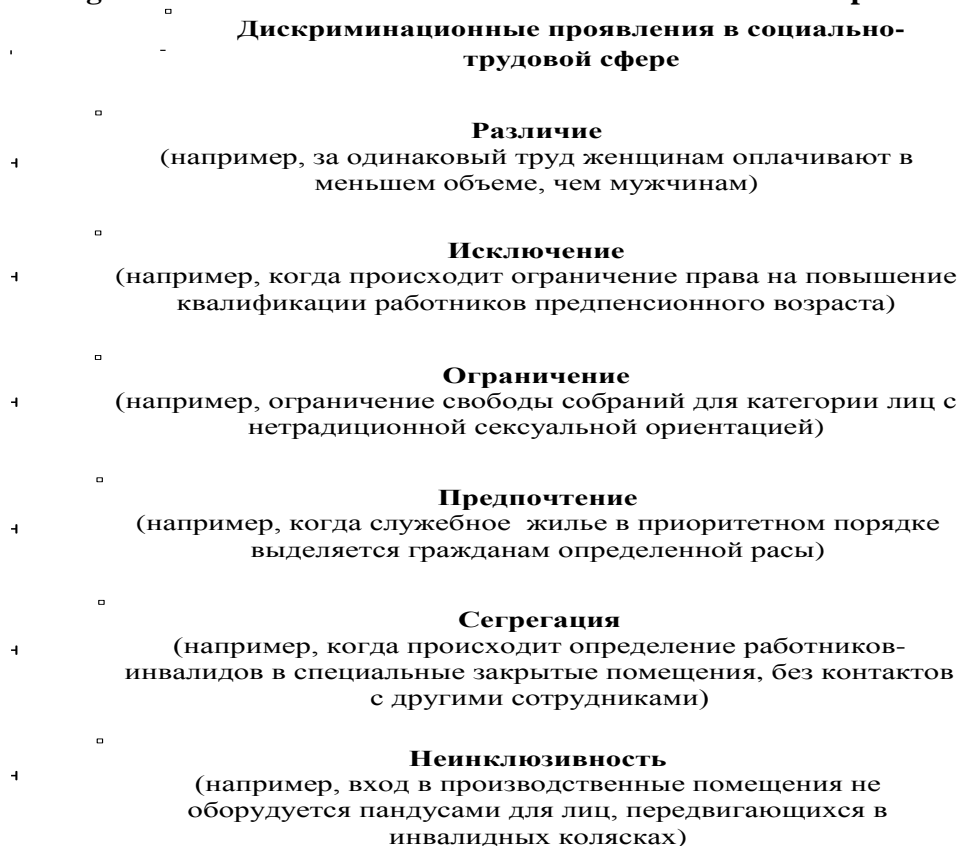 Дискриминационные проявления в социально-
трудовой сфере
Различие
(например, за одинаковый труд женщинам оплачивают в
меньшем объеме, чем мужчинам)
Исключение
(например, когда происходит ограничение права на повышение
квалификации работников предпенсионного возраста)
Ограничение
(например, ограничение свободы собраний для категории лиц с
нетрадиционной сексуальной ориентацией)
Предпочтение
(например, когда служебное жилье в приоритетном порядке
выделяется гражданам определенной расы)
Сегрегация
(например, когда происходит определение работников-
инвалидов в специальные закрытые помещения, без контактов
с другими сотрудниками)
Неинклюзивность
(например, вход в производственные помещения не
оборудуется пандусами для лиц, передвигающихся в
инвалидных колясках)